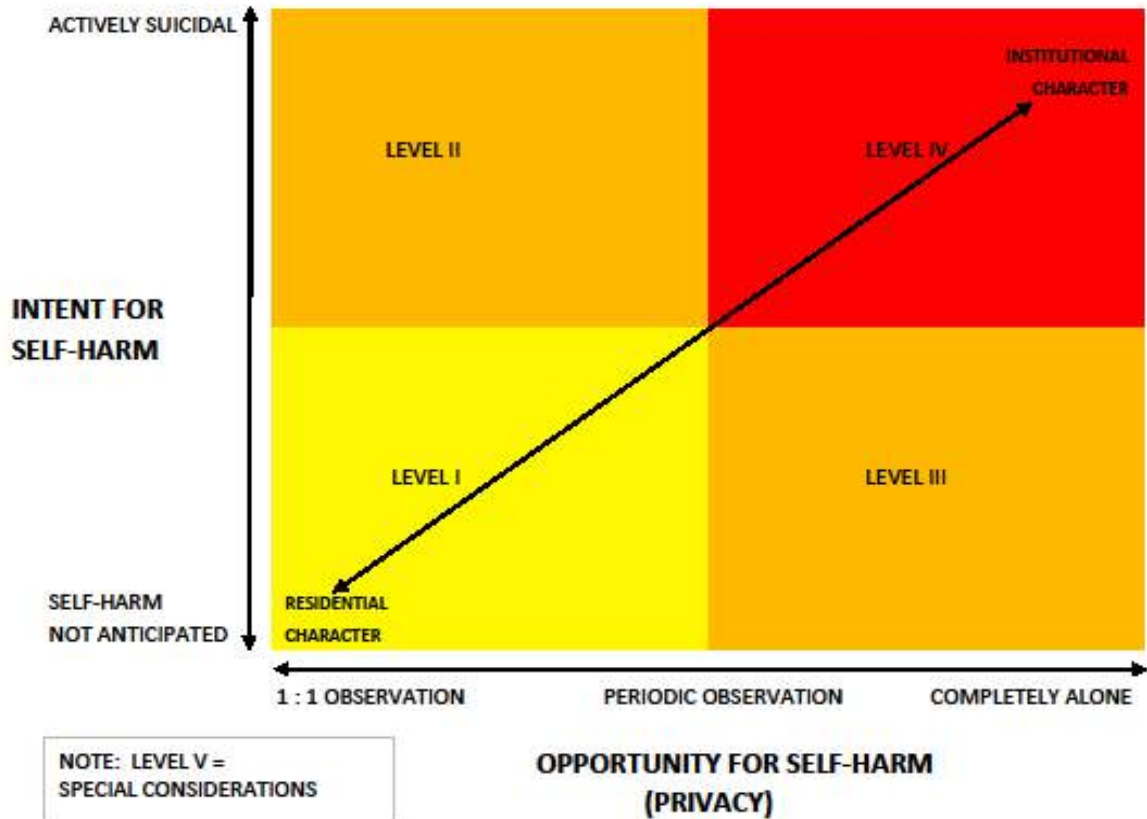 ACTIVELY SUICIDAL
INSTITUTIONAL
CHARACTER
LEVEL II
LEVEL IV
INTENT FOR
SELF-HARM
LEVEL I
LEVEL III
SELF-HARM
NOT ANTICIPATED
RESIDENTIAL
CHARACTER
1 : 1 OBSERVATION
PERIODIC OBSERVATION
COMPLETELY ALONE
NOTE: LEVEL V =
SPECIAL CONSIDERATIONS
OPPORTUNITY FOR SELF-HARM
(PRIVACY)